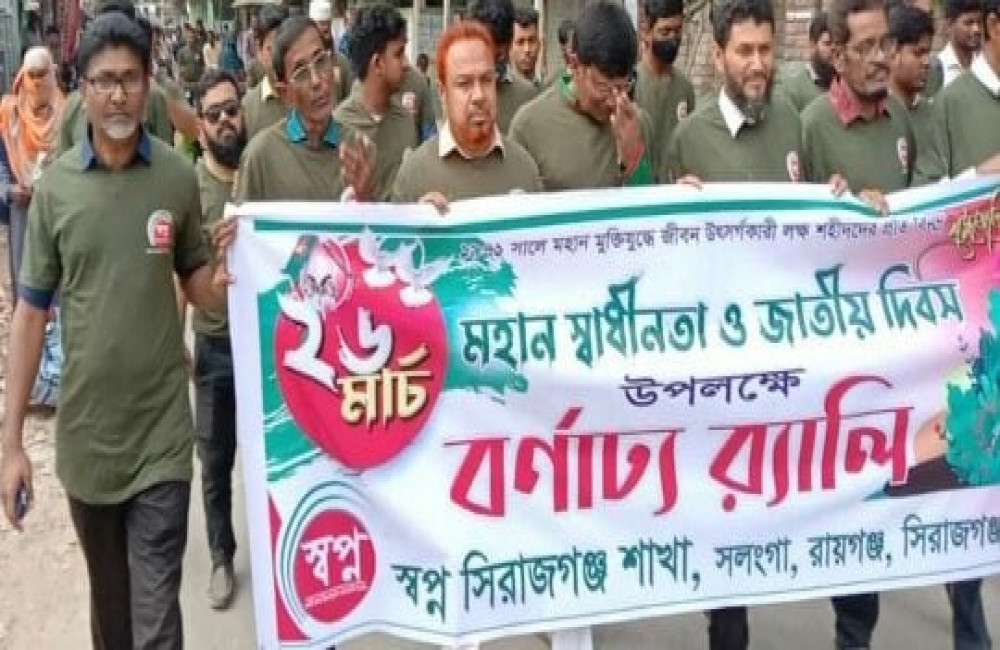 ১৯৭১ সালে মহান মুক্তিযুদ্ধে জীবন উৎসর্গকারী লক্ষ শহীদদের প্রতি
২৬
মার্চ
মহান স্বাধীনতা ও জাতীয় দিবস
উপলক্ষে
বর্ণাঢ্য র‍্যালি
স্বপ্ন
স্বপ্ন সিরাজগঞ্জ শাখা, সলংগা, রায়গঞ্জ, সিরাজগঞ্জ